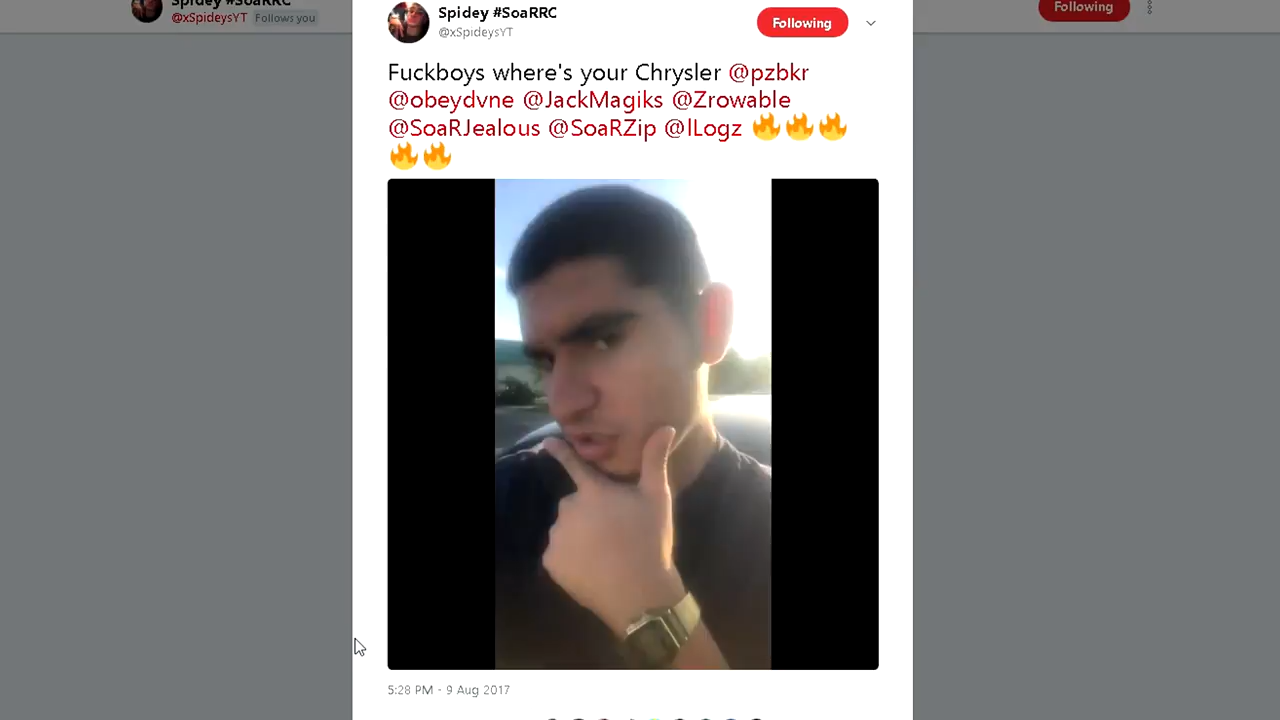 Spidey #SoaRRC
@xSpideysYT Follows you
Following
Spidey #SoaRRC
@xSpideysYT
Following
Fuckboys where's your Chrysler @pzbkr
@obeydvne @JackMagiks @Zrowable
@SoaRJealous @SoaRZip @lLogz 🔥🔥🔥
🔥🔥
5:28 PM - 9 Aug 2017